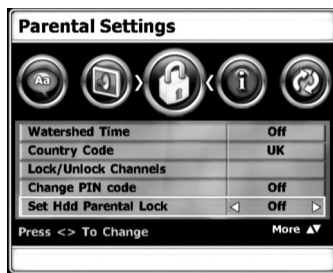 Parental Settings
Aa
Watershed Time Off
Country Code UK
Lock/Unlock Channels
Change PIN code Off
Set Hdd Parental Lock ◁ Off ▷
Press <> To Change More ▲▼